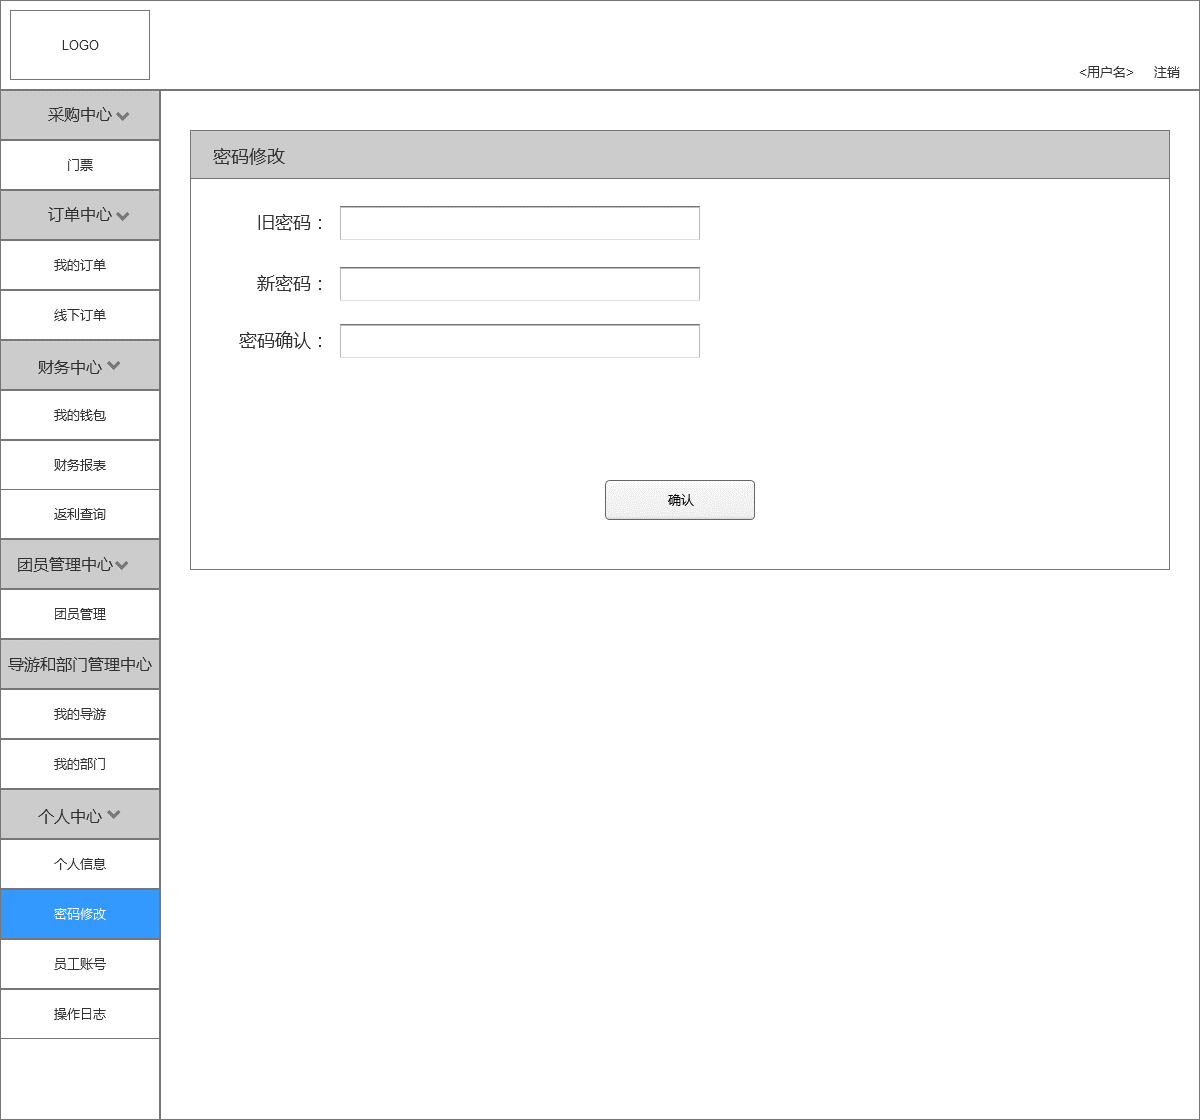 LOGO
<用户名> 注销
采购中心
门票
订单中心
我的订单
线下订单
财务中心
我的钱包
财务报表
返利查询
团员管理中心
团员管理
导游和部门管理中心
我的导游
我的部门
个人中心
个人信息
密码修改
员工账号
操作日志
密码修改
旧密码：
新密码：
密码确认：
确认